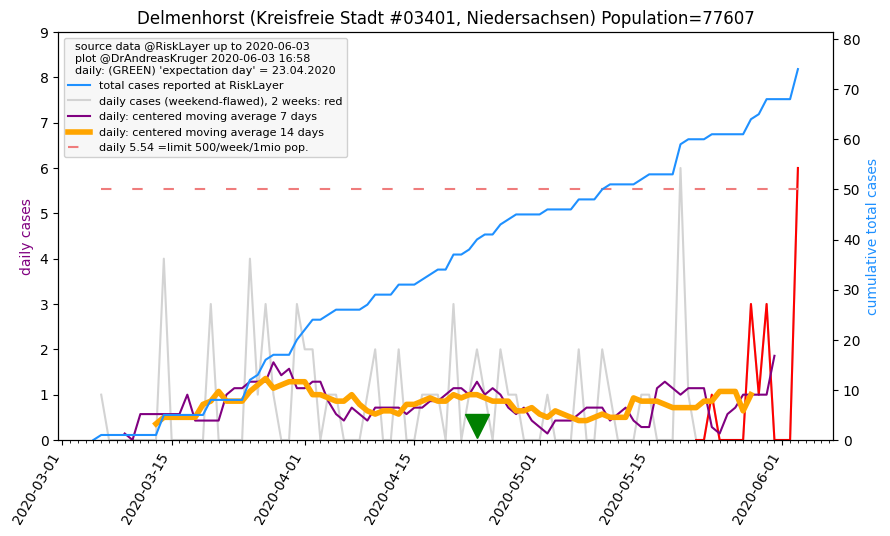 Delmenhorst (Kreisfreie Stadt #03401, Niedersachsen) Population=77607
source data @RiskLayer up to 2020-06-03
plot @DrAndreasKruger 2020-06-03 16:58
daily: (GREEN) 'expectation day' = 23.04.2020
total cases reported at RiskLayer
daily cases (weekend-flawed), 2 weeks: red
daily: centered moving average 7 days
daily: centered moving average 14 days
daily 5.54 =limit 500/week/1mio pop.
daily cases
9
8
7
6
5
4
3
2
1
0
80
70
60
50
40
30
20
10
0
cumulative total cases
2020-03-01
2020-03-15
2020-04-01
2020-04-15
2020-05-01
2020-05-15
2020-06-01